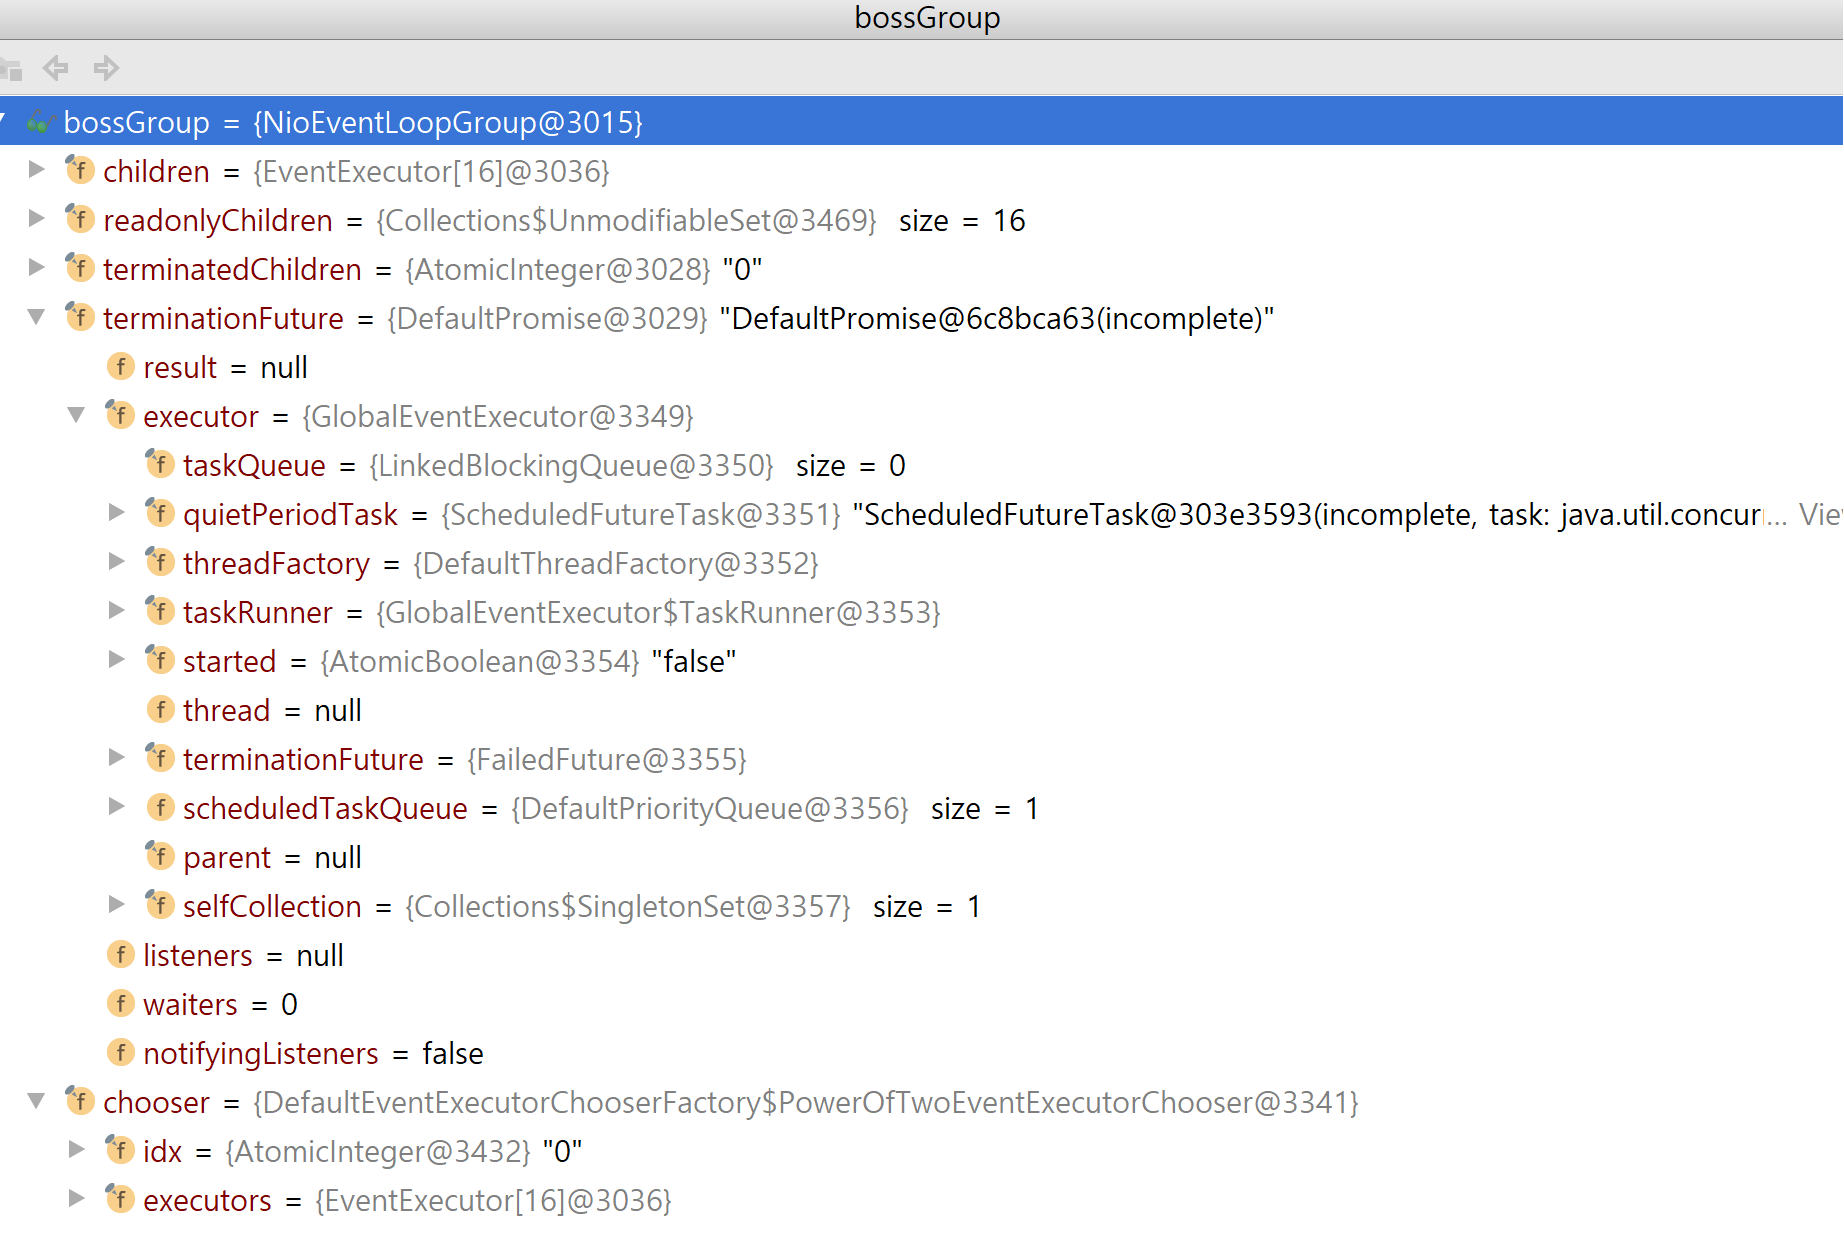 bossGroup
bossGroup = {NioEventLoopGroup@3015}
children = {EventExecutor[16]@3036}
readonlyChildren = {Collections$UnmodifiableSet@3469} size = 16
terminatedChildren = {AtomicInteger@3028} "0"
terminationFuture = {DefaultPromise@3029} "DefaultPromise@6c8bca63(incomplete)"
result = null
executor = {GlobalEventExecutor@3349}
taskQueue = {LinkedBlockingQueue@3350} size = 0
quietPeriodTask = {ScheduledFutureTask@3351} "ScheduledFutureTask@303e3593(incomplete, task: java.util.concur... Vie
threadFactory = {DefaultThreadFactory@3352}
taskRunner = {GlobalEventExecutor$TaskRunner@3353}
started = {AtomicBoolean@3354} "false"
thread = null
terminationFuture = {FailedFuture@3355}
scheduledTaskQueue = {DefaultPriorityQueue@3356} size = 1
parent = null
selfCollection = {Collections$SingletonSet@3357} size = 1
listeners = null
waiters = 0
notifyingListeners = false
chooser = {DefaultEventExecutorChooserFactory$PowerOfTwoEventExecutorChooser@3341}
idx = {AtomicInteger@3432} "0"
executors = {EventExecutor[16]@3036}